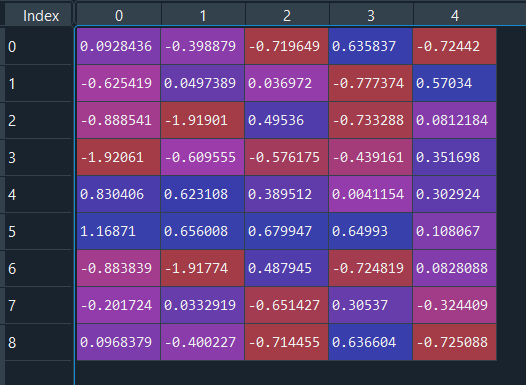 Index 0 1 2 3 4
0 0.0928436 -0.398879 -0.719649 0.635837 -0.72442
1 -0.625419 0.0497389 0.036972 -0.777374 0.57034
2 -0.888541 -1.91901 0.49536 -0.733288 0.0812184
3 -1.92061 -0.609555 -0.576175 -0.439161 0.351698
4 0.830406 0.623108 0.389512 0.0041154 0.302924
5 1.16871 0.656008 0.679947 0.64993 0.108067
6 -0.883839 -1.91774 0.487945 -0.724819 0.0828088
7 -0.201724 0.0332919 -0.651427 0.30537 -0.324409
8 0.0968379 -0.400227 -0.714455 0.636604 -0.725088